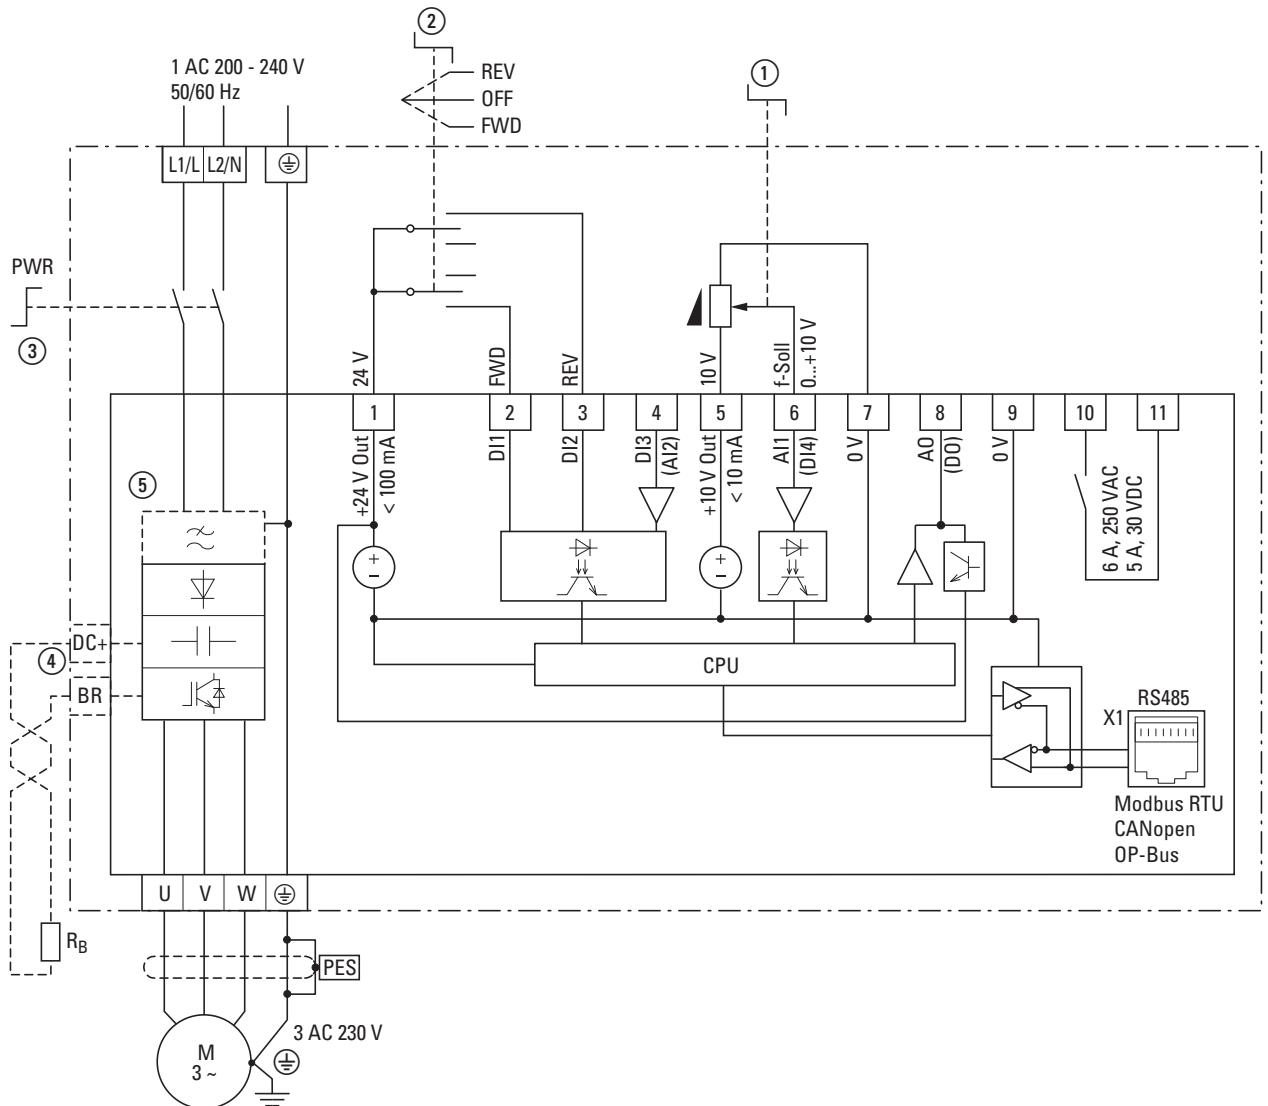 2
1 AC 200 - 240 V
50/60 Hz
REV
OFF
FWD
1
L1/L
L2/N
PWR
3
24 V
FWD
REV
10 V
f-Soll
0...+10 V
1
2
3
4
5
6
7
8
9
10
11
+24 V Out
< 100 mA
DI1
DI2
DI3
(AI2)
+10 V Out
< 10 mA
AI1
(DI4)
0 V
AO
(DO)
0 V
6 A, 250 VAC
5 A, 30 VDC
5
+
−
+
−
DC+
4
BR
CPU
RS485
X1
Modbus RTU
CANopen
OP-Bus
U
V
W
RB
PES
3 AC 230 V
M
3 ~